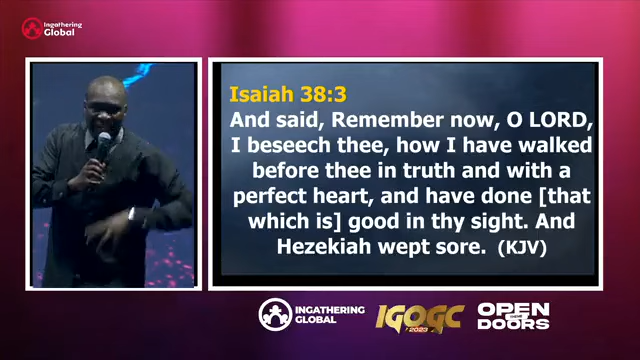 Ingathering
Global
Isaiah 38:3
And said, Remember now, O LORD,
I beseech thee, how I have walked
before thee in truth and with a
perfect heart, and have done [that
which is] good in thy sight. And
Hezekiah wept sore. (KJV)
INGATHERING
GLOBAL
IGOGC
2023
OPEN
DOORS